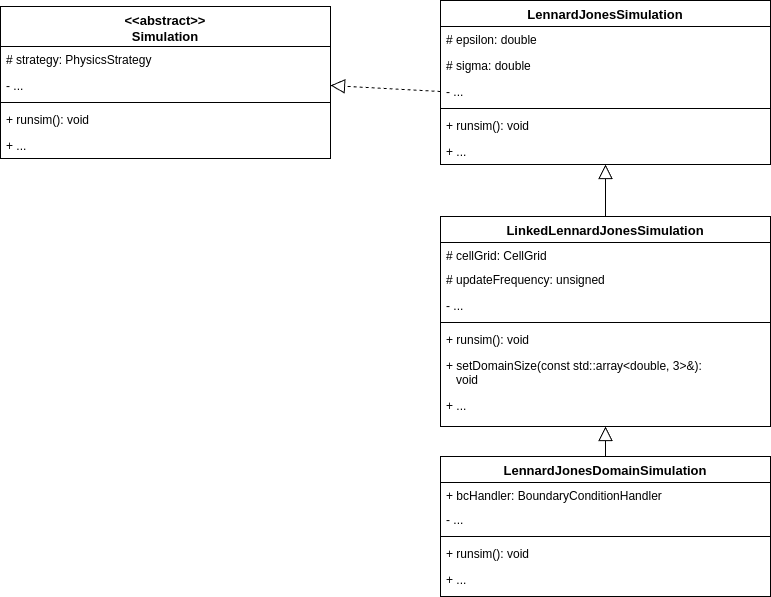 <<abstract>>
Simulation
# strategy: PhysicsStrategy
- ...
+ runsim(): void
+ ...
LennardJonesSimulation
# epsilon: double
# sigma: double
- ...
+ runsim(): void
+ ...
LinkedLennardJonesSimulation
# cellGrid: CellGrid
# updateFrequency: unsigned
- ...
+ runsim(): void
+ setDomainSize(const std::array<double, 3>&):
void
+ ...
LennardJonesDomainSimulation
+ bcHandler: BoundaryConditionHandler
- ...
+ runsim(): void
+ ...